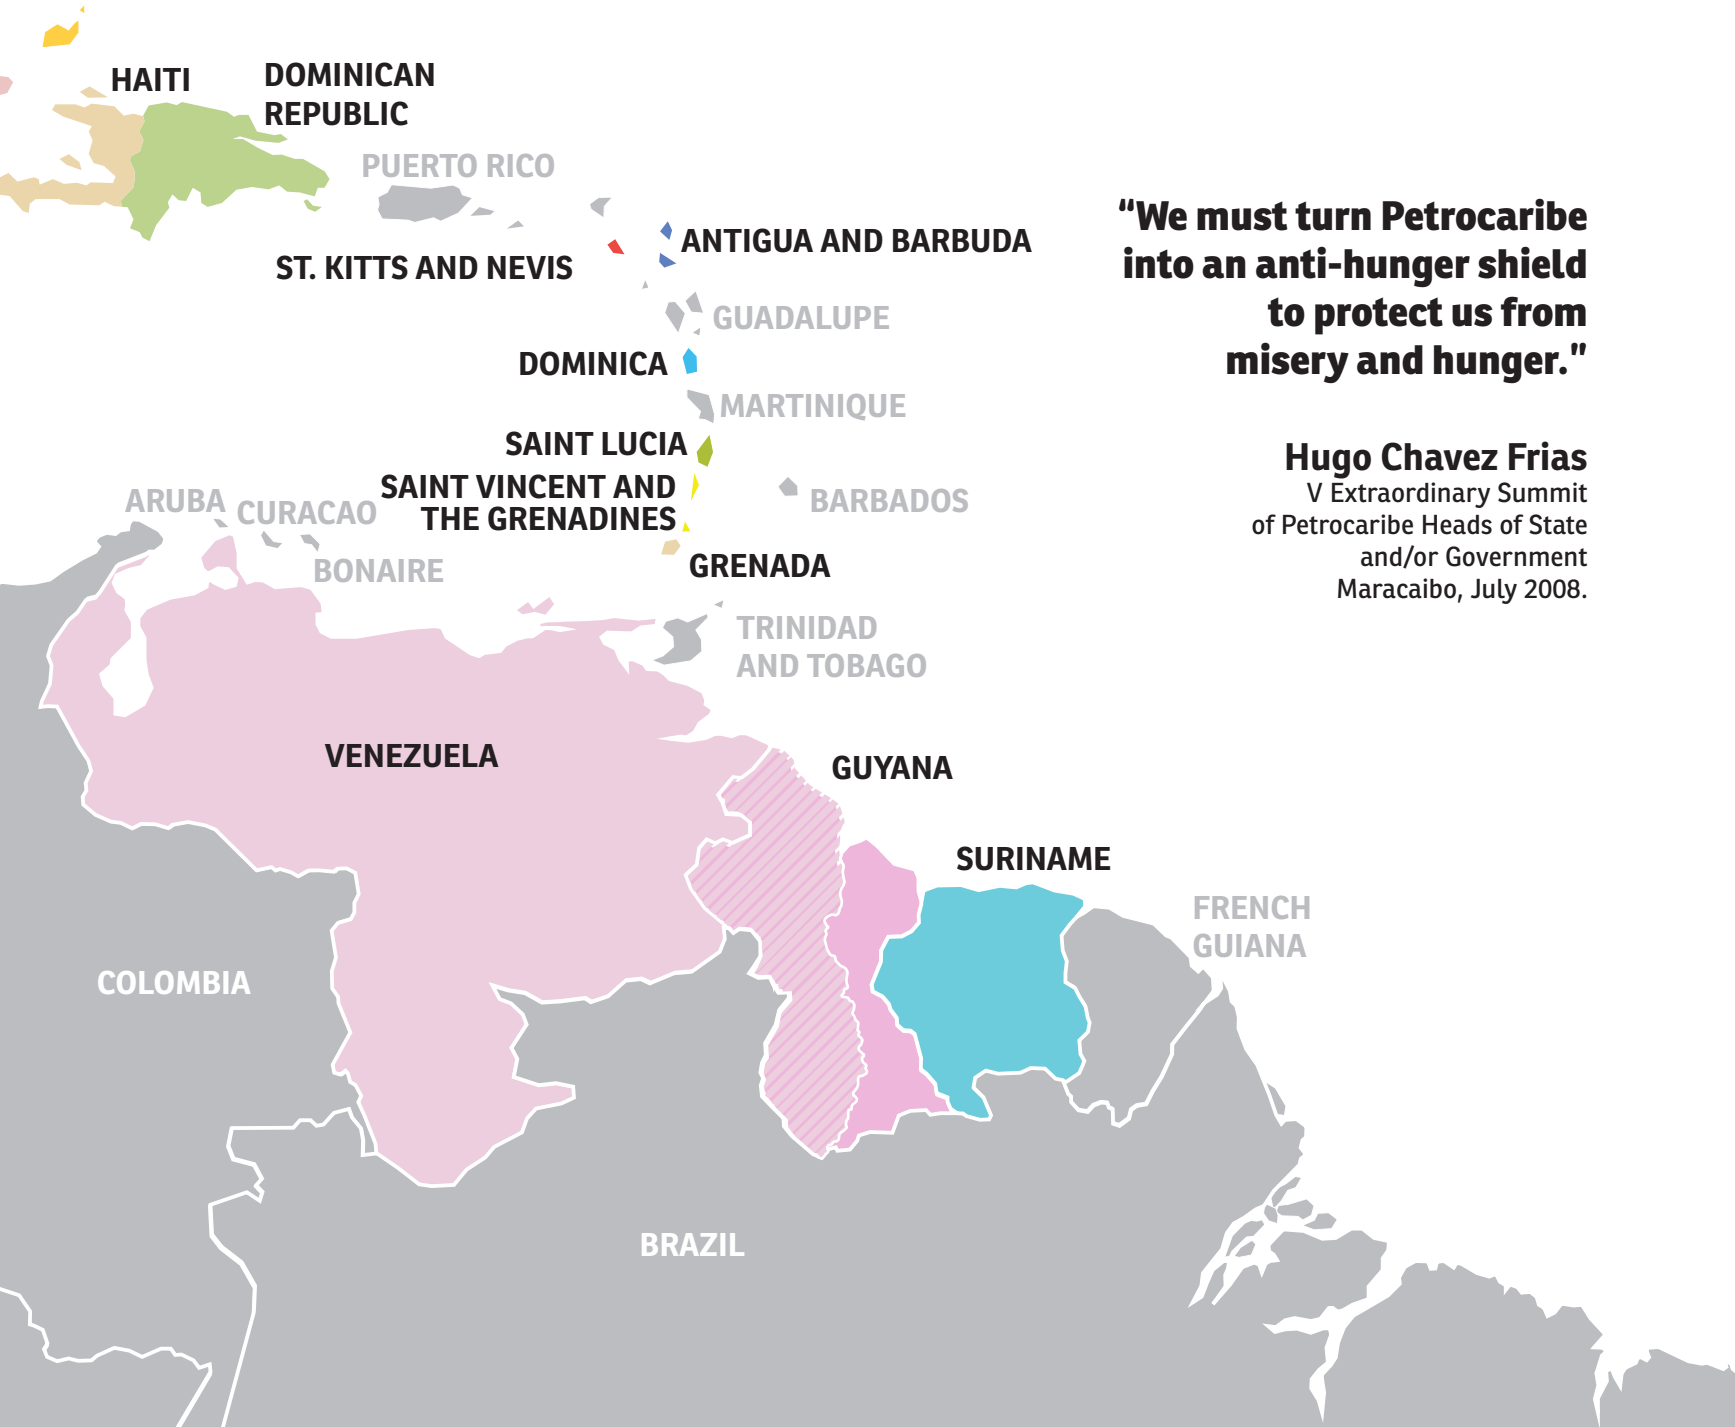 HAITI
DOMINICAN
REPUBLIC
PUERTO RICO
ANTIGUA AND BARBUDA
ST. KITTS AND NEVIS
GUADALUPE
DOMINICA
MARTINIQUE
SAINT LUCIA
SAINT VINCENT AND
THE GRENADINES
BARBADOS
ARUBA
CURACAO
BONAIRE
GRENADA
TRINIDAD
AND TOBAGO
VENEZUELA
GUYANA
SURINAME
FRENCH
GUIANA
COLOMBIA
BRAZIL
“We must turn Petrocaribe
into an anti-hunger shield
to protect us from
misery and hunger.”
Hugo Chavez Frias
V Extraordinary Summit
of Petrocaribe Heads of State
and/or Government
Maracaibo, July 2008.